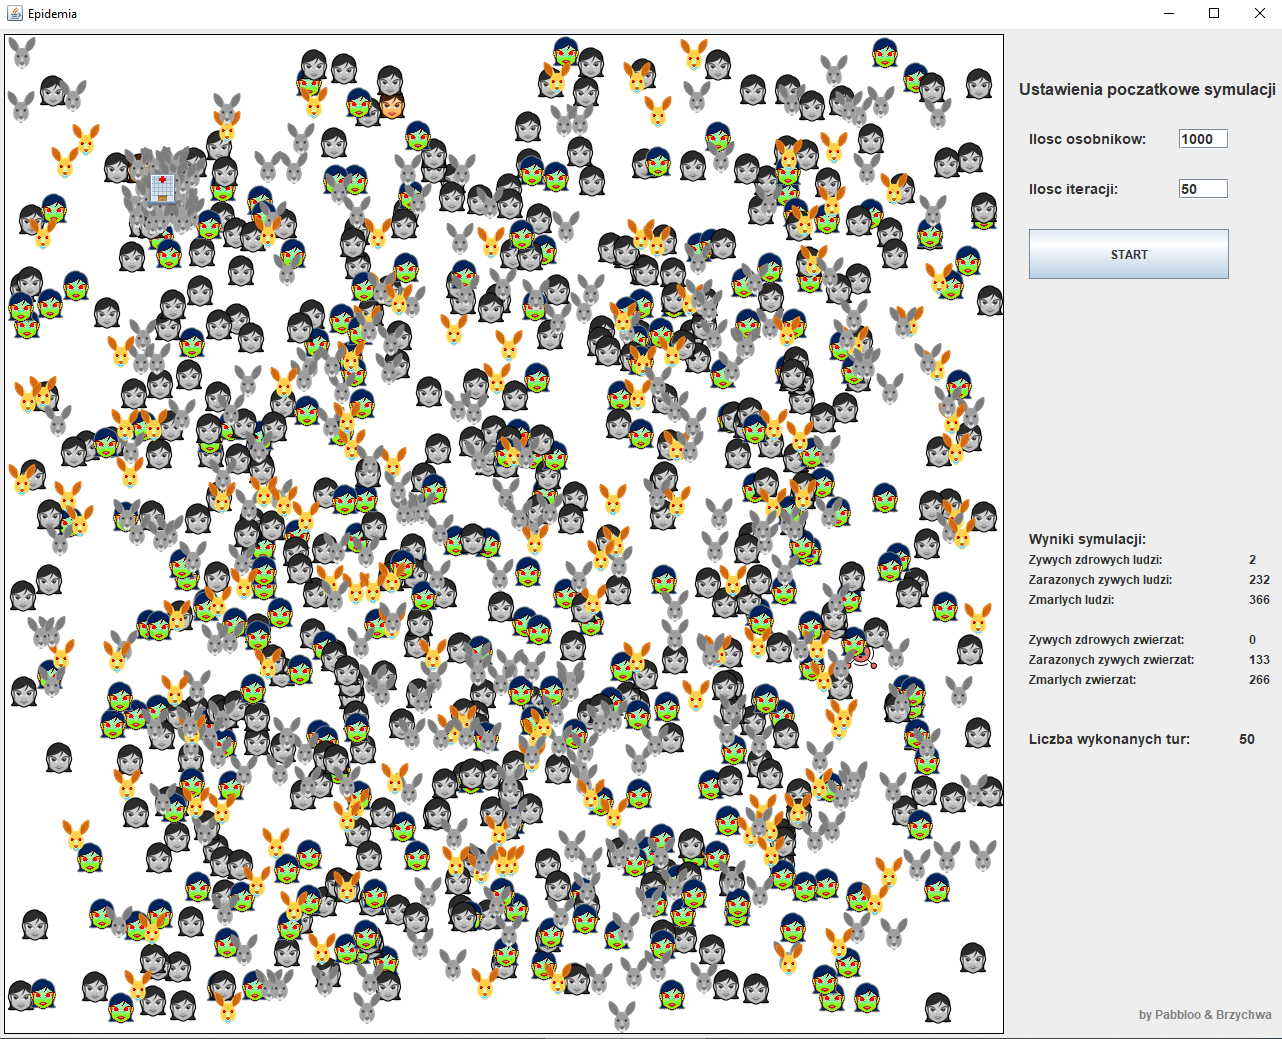 Epidemia
Ustawienia poczatkowe symulacji
Ilosc osobnikow: 1000
Ilosc iteracji: 50
START
Wyniki symulacji:
Zywych zdrowych ludzi: 2
Zarazonych zywych ludzi: 232
Zmarlych ludzi: 366
Zywych zdrowych zwierzat: 0
Zarazonych zywych zwierzat: 133
Zmarlych zwierzat: 266
Liczba wykonanych tur: 50
by Pabbloo & Brzychwa